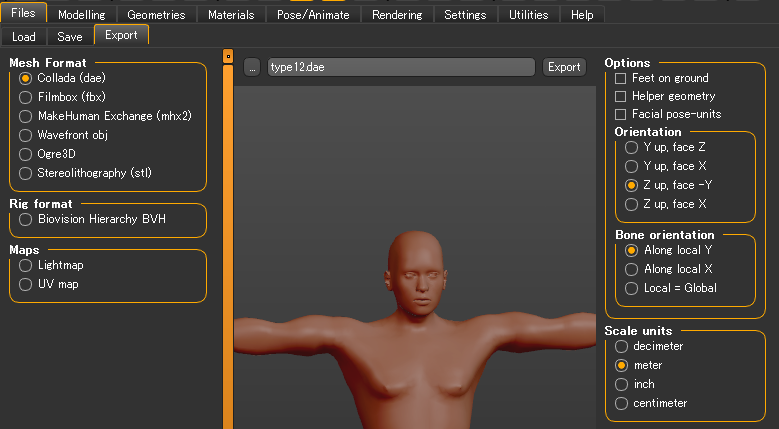 Files Modelling Geometries Materials Pose/Animate Rendering Settings Utilities Help
Load Save Export
Mesh Format
Collada (dae)
Filmbox (fbx)
MakeHuman Exchange (mhx2)
Wavefront obj
Ogre3D
Stereolithography (stl)
Rig format
Biovision Hierarchy BVH
Maps
Lightmap
UV map
... type12.dae Export
Options
Feet on ground
Helper geometry
Facial pose-units
Orientation
Y up, face Z
Y up, face X
Z up, face -Y
Z up, face X
Bone orientation
Along local Y
Along local X
Local = Global
Scale units
decimeter
meter
inch
centimeter